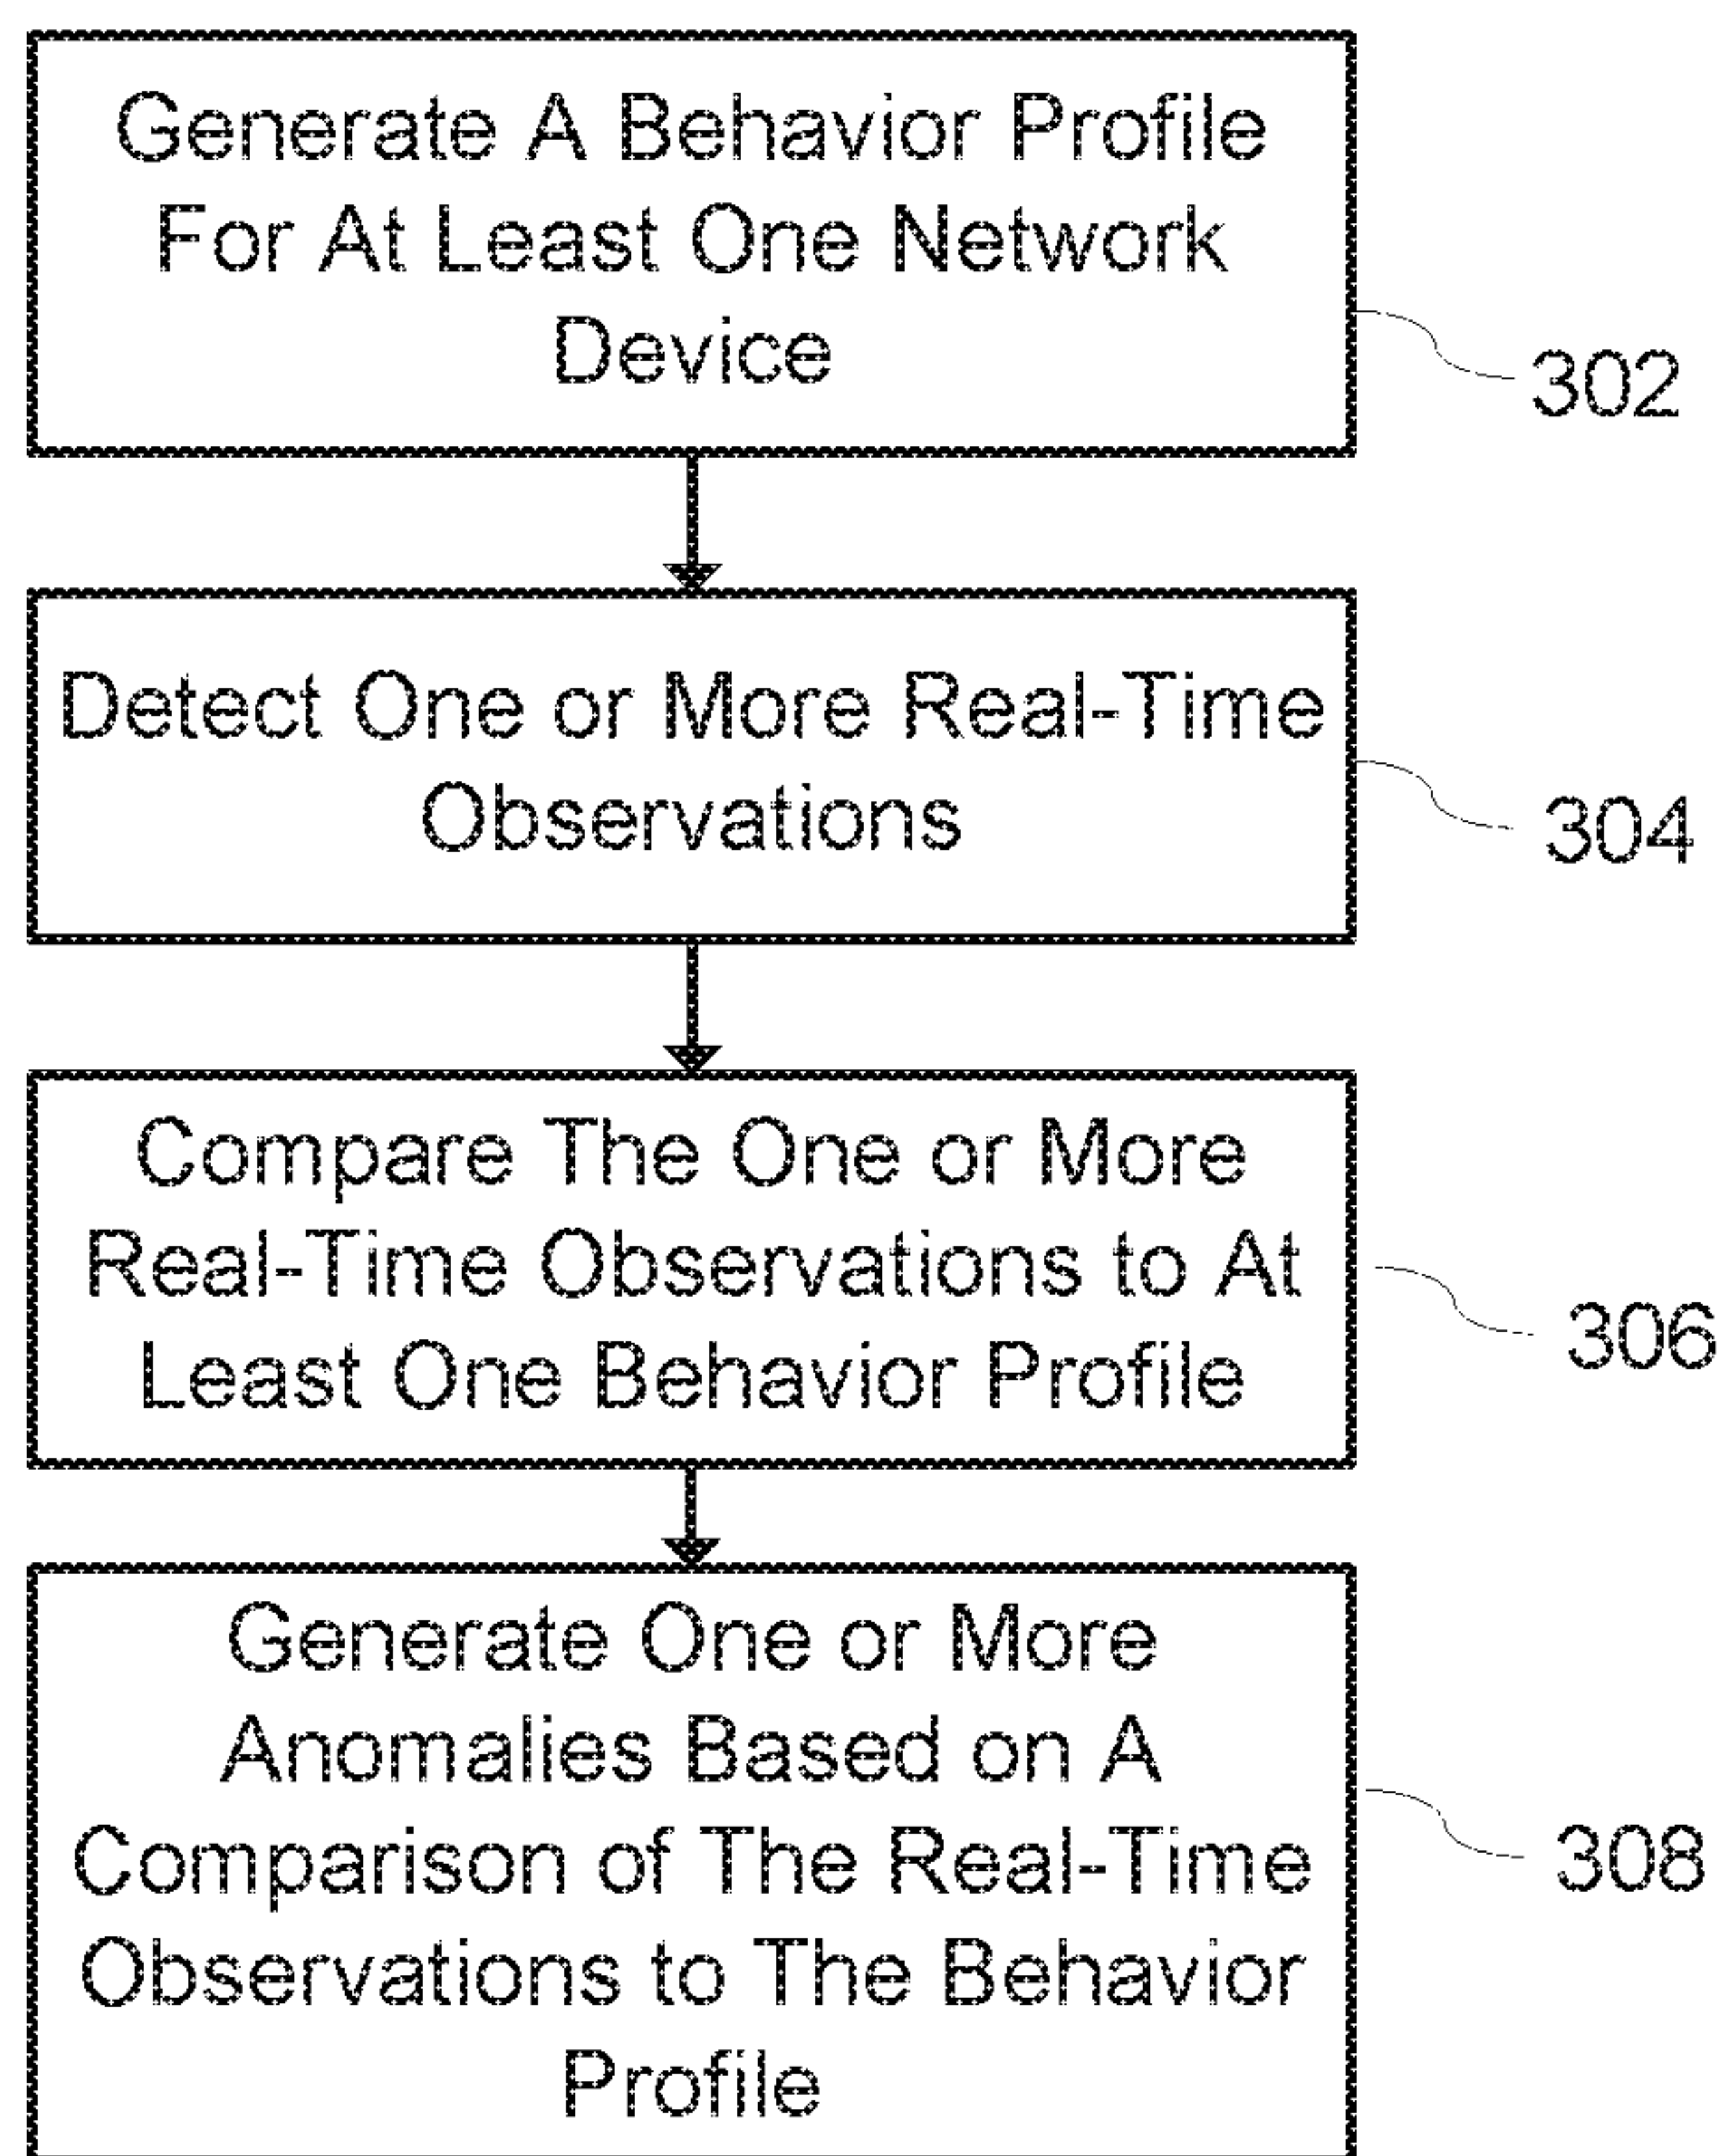 Generate A Behavior Profile
For At Least One Network
Device
302
Detect One or More Real-Time
Observations
304
Compare The One or More
Real-Time Observations to At
Least One Behavior Profile
306
Generate One or More
Anomalies Based on A
Comparison of The Real-Time
Observations to The Behavior
Profile
308